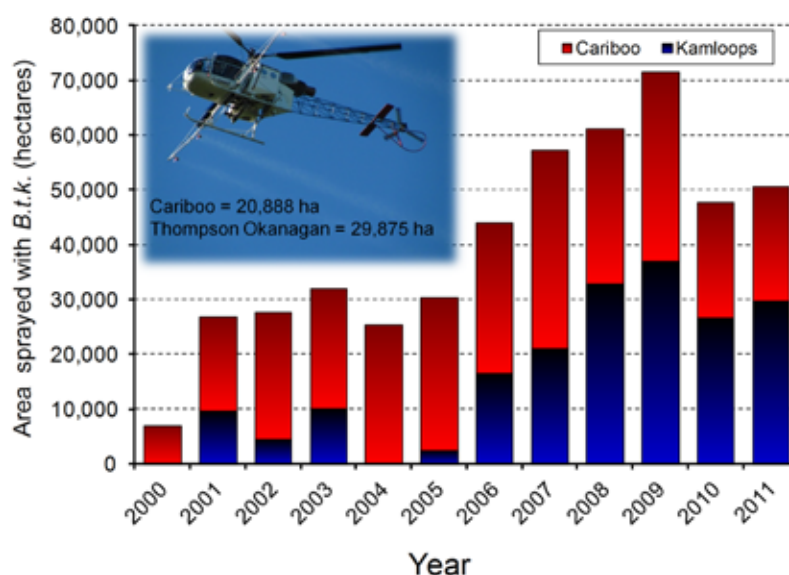 80,000
70,000
60,000
50,000
40,000
30,000
20,000
10,000
0
Area sprayed with B.t.k. (hectares)
Cariboo Kamloops
Cariboo = 20,888 ha
Thompson Okanagan = 29,875 ha
2000 2001 2002 2003 2004 2005 2006 2007 2008 2009 2010 2011
Year